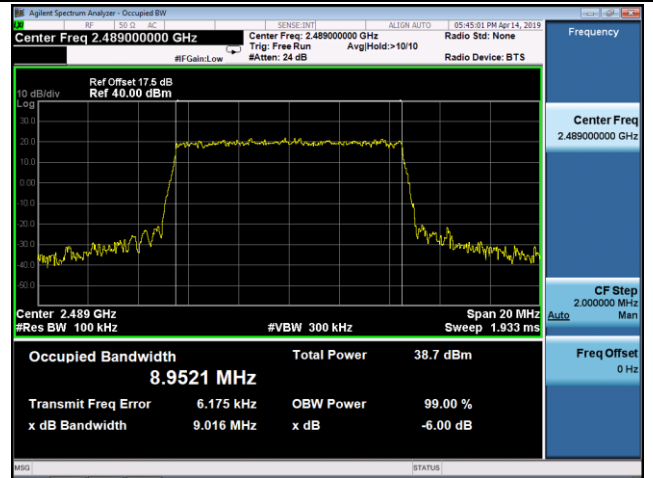 Agilent Spectrum Analyzer - Occupied BW
RF 50 Ω AC SENSE:INT ALIGN AUTO 05:45:01 PM Apr 14, 2019
Center Freq 2.489000000 GHz
Center Freq: 2.489000000 GHz
Radio Std: None
Trig: Free Run Avg|Hold:>10/10
#IFGain:Low #Atten: 24 dB Radio Device: BTS
Ref Offset 17.5 dB
10 dB/div Ref 40.00 dBm
Log
30.0
20.0
10.0
0.00
-10.0
-20.0
-30.0
-40.0
-50.0
Center 2.489 GHz Span 20 MHz
#Res BW 100 kHz #VBW 300 kHz Sweep 1.933 ms
Occupied Bandwidth Total Power 38.7 dBm
8.9521 MHz
Transmit Freq Error 6.175 kHz OBW Power 99.00 %
x dB Bandwidth 9.016 MHz x dB -6.00 dB
MSG STATUS
Frequency
Center Freq
2.489000000 GHz
CF Step
2.000000 MHz
Auto Man
Freq Offset
0 Hz